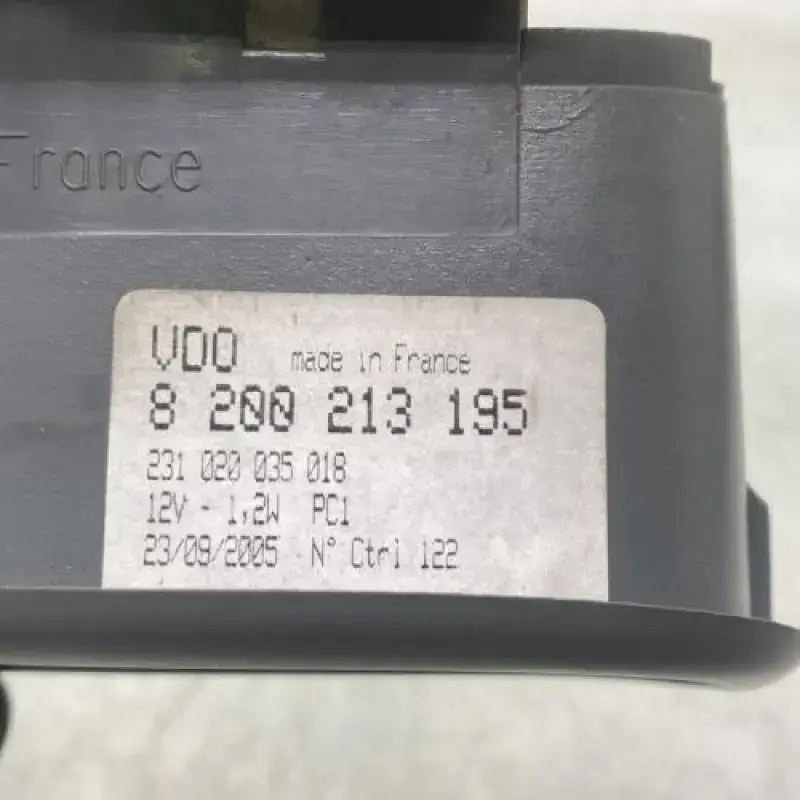 France
VDO made in France
8 200 213 195
231 020 035 018
12V - 1,2W PC1
23/09/2005 N° Ctrl 122